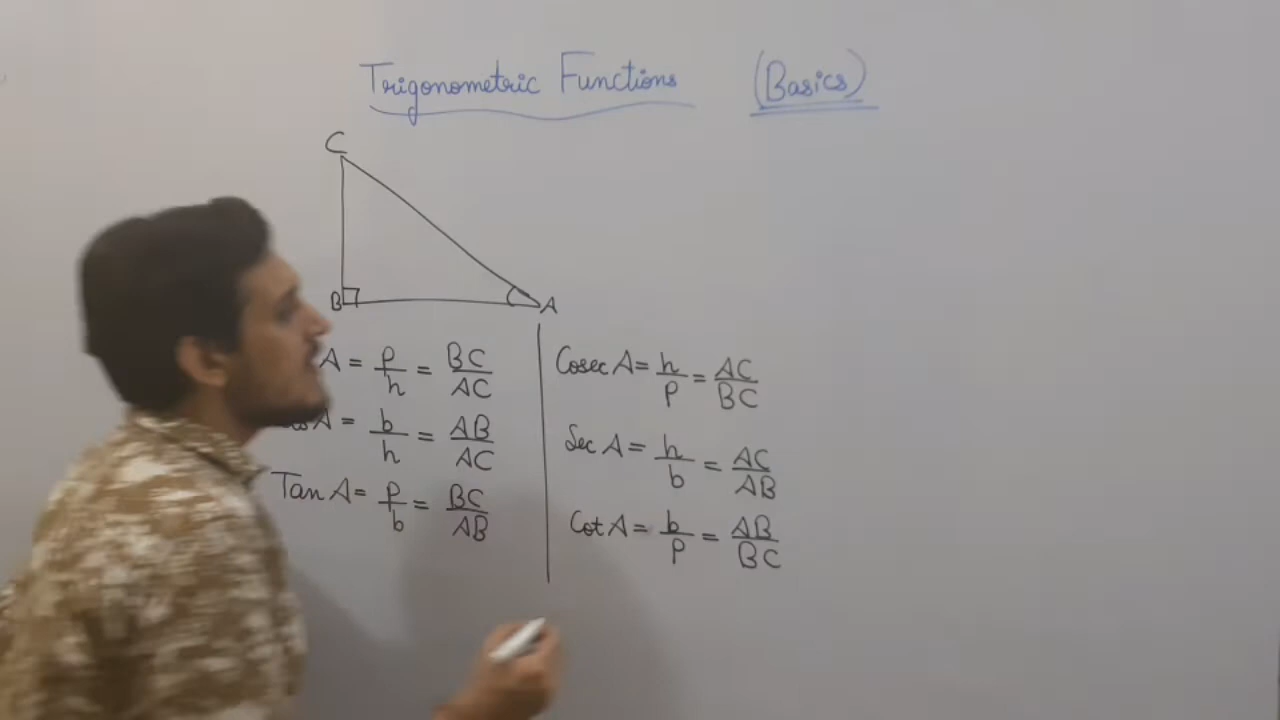 Trigonometric Functions (Basics)
C
B A
A = P/h = BC/AC
A = b/h = AB/AC
Tan A = P/b = BC/AB
Cosec A = h/P = AC/BC
Sec A = h/b = AC/AB
Cot A = b/P = AB/BC